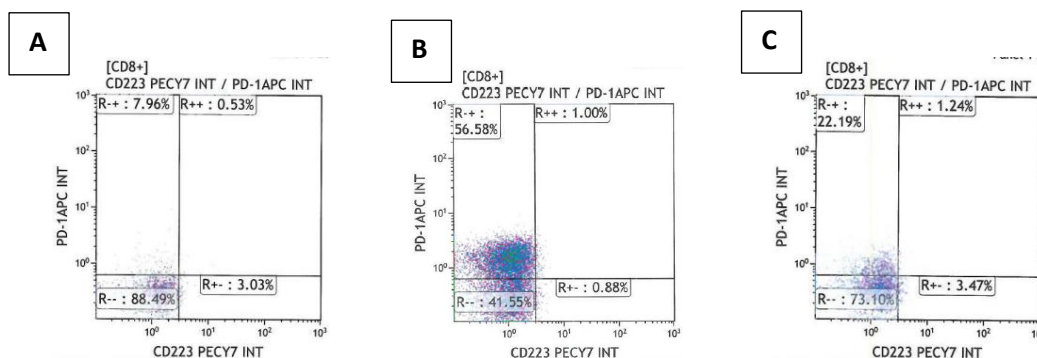 A
[CD8+]
CD223 PECY7 INT / PD-1APC INT
R-+ : 7.96%
R++ : 0.53%
R-- : 88.49%
R+- : 3.03%
PD-1APC INT
10³
10²
10¹
10⁰
10⁰
10¹
10²
10³
CD223 PECY7 INT
B
[CD8+]
CD223 PECY7 INT / PD-1APC INT
R-+ :
56.58%
R++ : 1.00%
R-- : 41.55%
R+- : 0.88%
PD-1APC INT
10³
10²
10¹
10⁰
10⁰
10¹
10²
10³
CD223 PECY7 INT
C
[CD8+]
CD223 PECY7 INT / PD-1APC INT
R-+ :
22.19%
R++ : 1.24%
R-- : 73.10%
R+- : 3.47%
PD-1APC INT
10³
10²
10¹
10⁰
10⁰
10¹
10²
10³
CD223 PECY7 INT